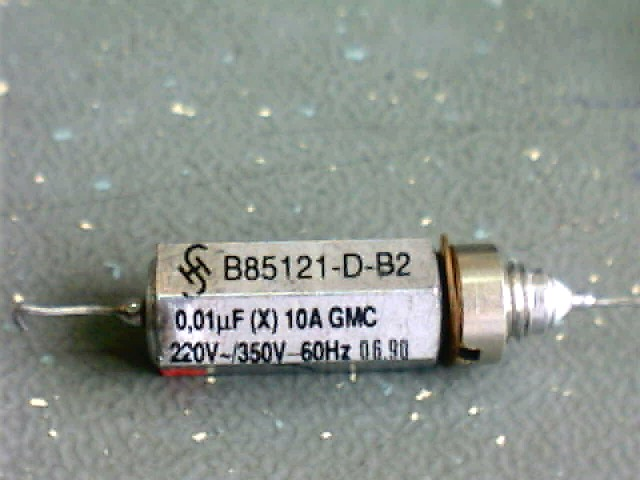 B85121-D-B2
0,01µF (X) 10A GMC
220V~/350V–60Hz 06.90